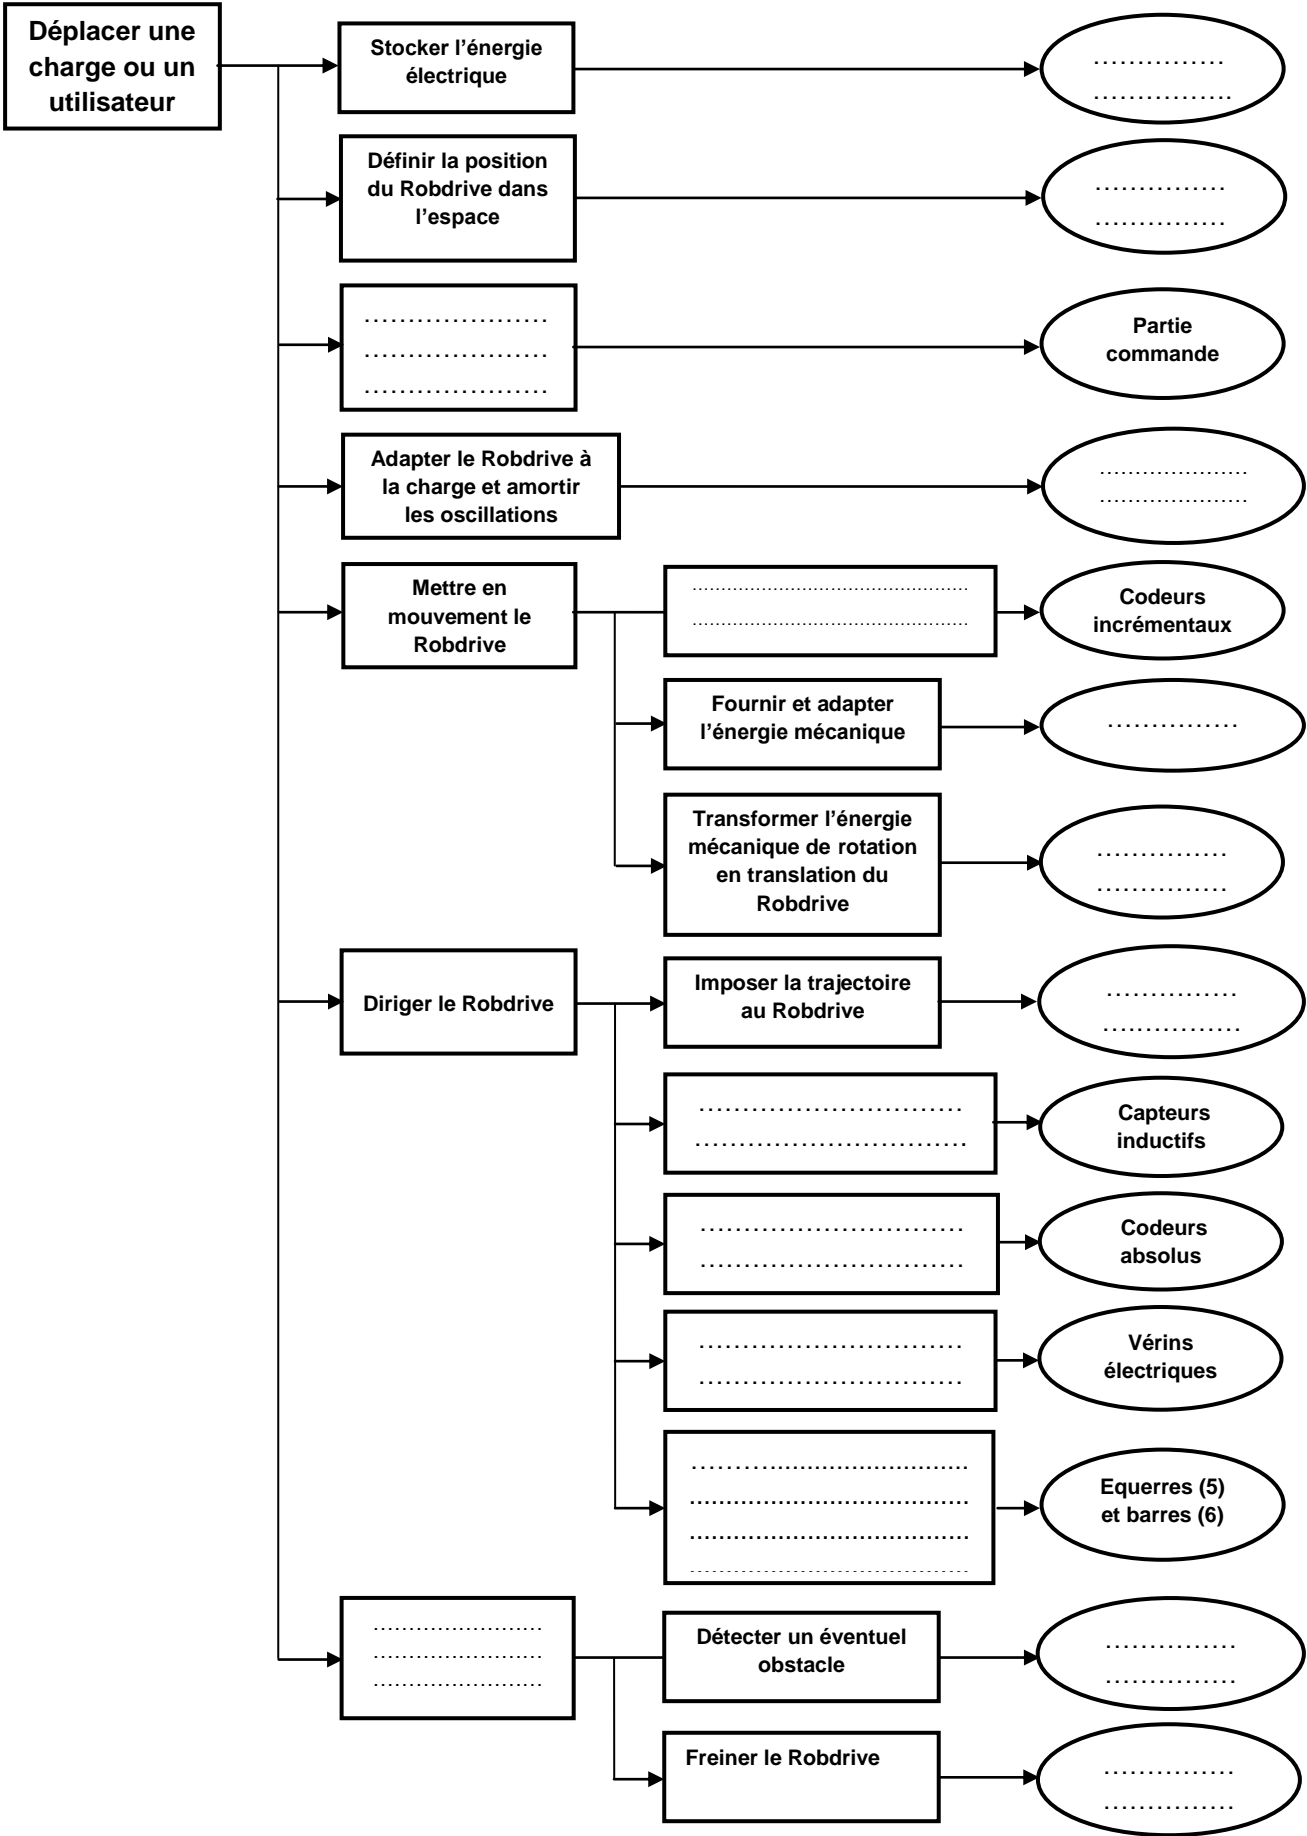 Déplacer une
charge ou un
utilisateur
Stocker l’énergie
électrique
……………
…………….
Définir la position
du Robdrive dans
l’espace
……………
……………
…………………
…………………
…………………
Partie
commande
Adapter le Robdrive à
la charge et amortir
les oscillations
…………………
…………………
Mettre en
mouvement le
Robdrive
…………………………………………
…………………………………………
Codeurs
incrémentaux
Fournir et adapter
l’énergie mécanique
……………
Transformer l’énergie
mécanique de rotation
en translation du
Robdrive
……………
……………
Diriger le Robdrive
Imposer la trajectoire
au Robdrive
……………
…………….
…………………………
………………………….
Capteurs
inductifs
…………………………
…………………………
Codeurs
absolus
…………………………
…………………………
Vérins
électriques
……………………………………
……………………………………
……………………………………
……………………………………
Equerres (5)
et barres (6)
……………………
……………………
……………………
Détecter un éventuel
obstacle
……………
……………
Freiner le Robdrive
……………
……………